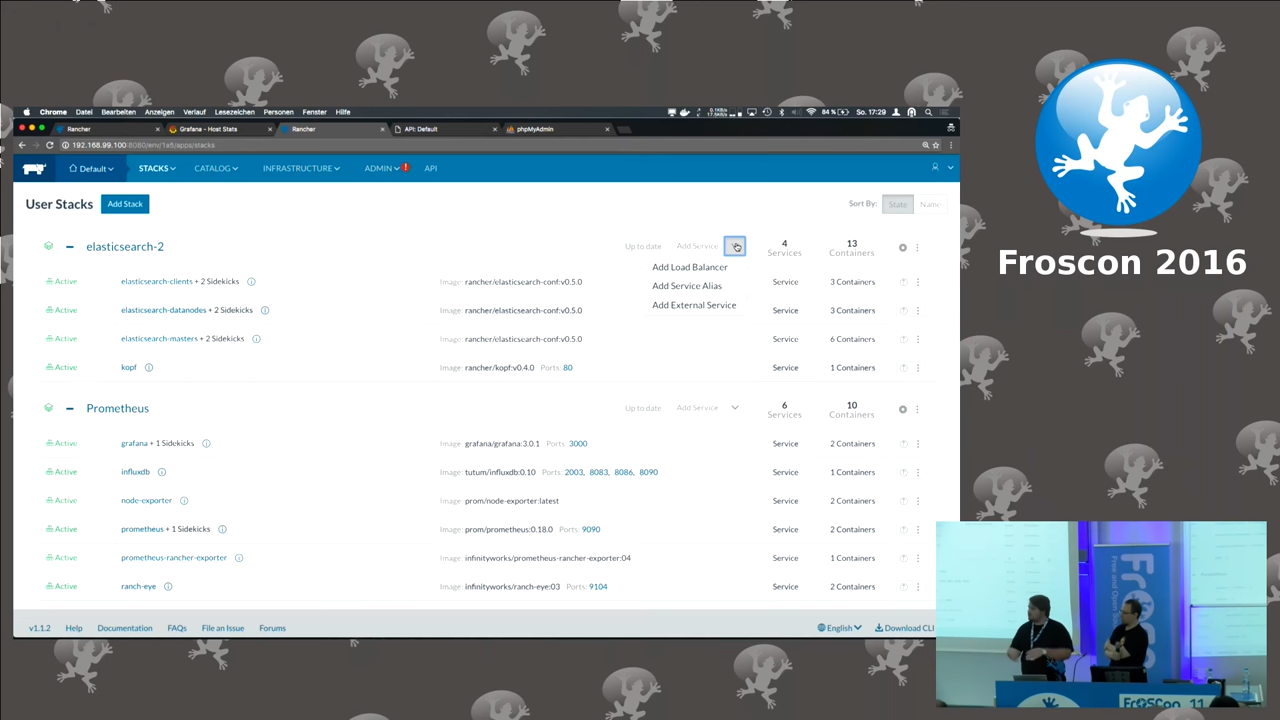 Chrome Datei Bearbeiten Anzeigen Verlauf Lesezeichen Personen Fenster Hilfe
84 % So. 17:29
Rancher Grafana - Host Stats Rancher API: Default phpMyAdmin
192.168.99.100:8080/env/1a5/apps/stacks
Default STACKS CATALOG INFRASTRUCTURE ADMIN API
User Stacks Add Stack Sort By: State Name
elasticsearch-2 Up to date Add Service 4 Services 13 Containers
Add Load Balancer
Add Service Alias
Add External Service
Active elasticsearch-clients + 2 Sidekicks Image: rancher/elasticsearch-conf:v0.5.0 Service 3 Containers
Active elasticsearch-datanodes + 2 Sidekicks Image: rancher/elasticsearch-conf:v0.5.0 Service 3 Containers
Active elasticsearch-masters + 2 Sidekicks Image: rancher/elasticsearch-conf:v0.5.0 Service 6 Containers
Active kopf Image: rancher/kopf:v0.4.0 Ports: 80 Service 1 Containers
Prometheus Up to date Add Service 6 Services 10 Containers
Active grafana + 1 Sidekicks Image: grafana/grafana:3.0.1 Ports: 3000 Service 2 Containers
Active influxdb Image: tutum/influxdb:0.10 Ports: 2003, 8083, 8086, 8090 Service 1 Containers
Active node-exporter Image: prom/node-exporter:latest Service 2 Containers
Active prometheus + 1 Sidekicks Image: prom/prometheus:0.18.0 Ports: 9090 Service 2 Containers
Active prometheus-rancher-exporter Image: infinityworks/prometheus-rancher-exporter:04 Service 1 Containers
Active ranch-eye Image: infinityworks/ranch-eye:03 Ports: 9104 Service 2 Containers
v1.1.2 Help Documentation FAQs File an Issue Forums English Download CLI
Froscon 2016
FrOSCon 11